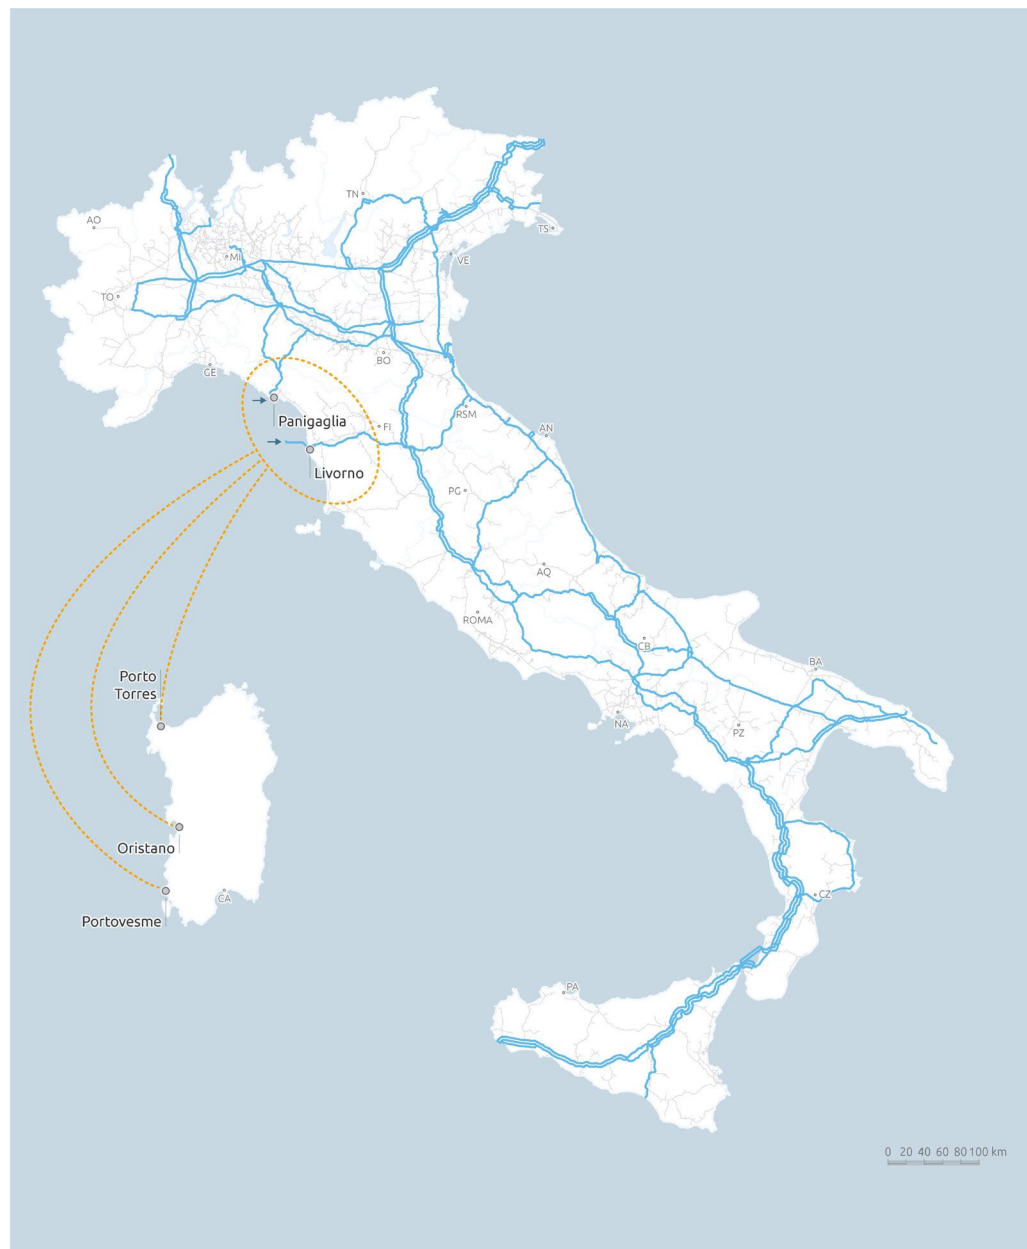 TN
AO
TS
MI
VE
TO
BO
GE
RSM
Panigaglia
FI
AN
Livorno
PG
AQ
ROMA
CB
BA
Porto
Torres
NA
PZ
Oristano
CZ
CA
Portovesme
PA
0 20 40 60 80 100 km